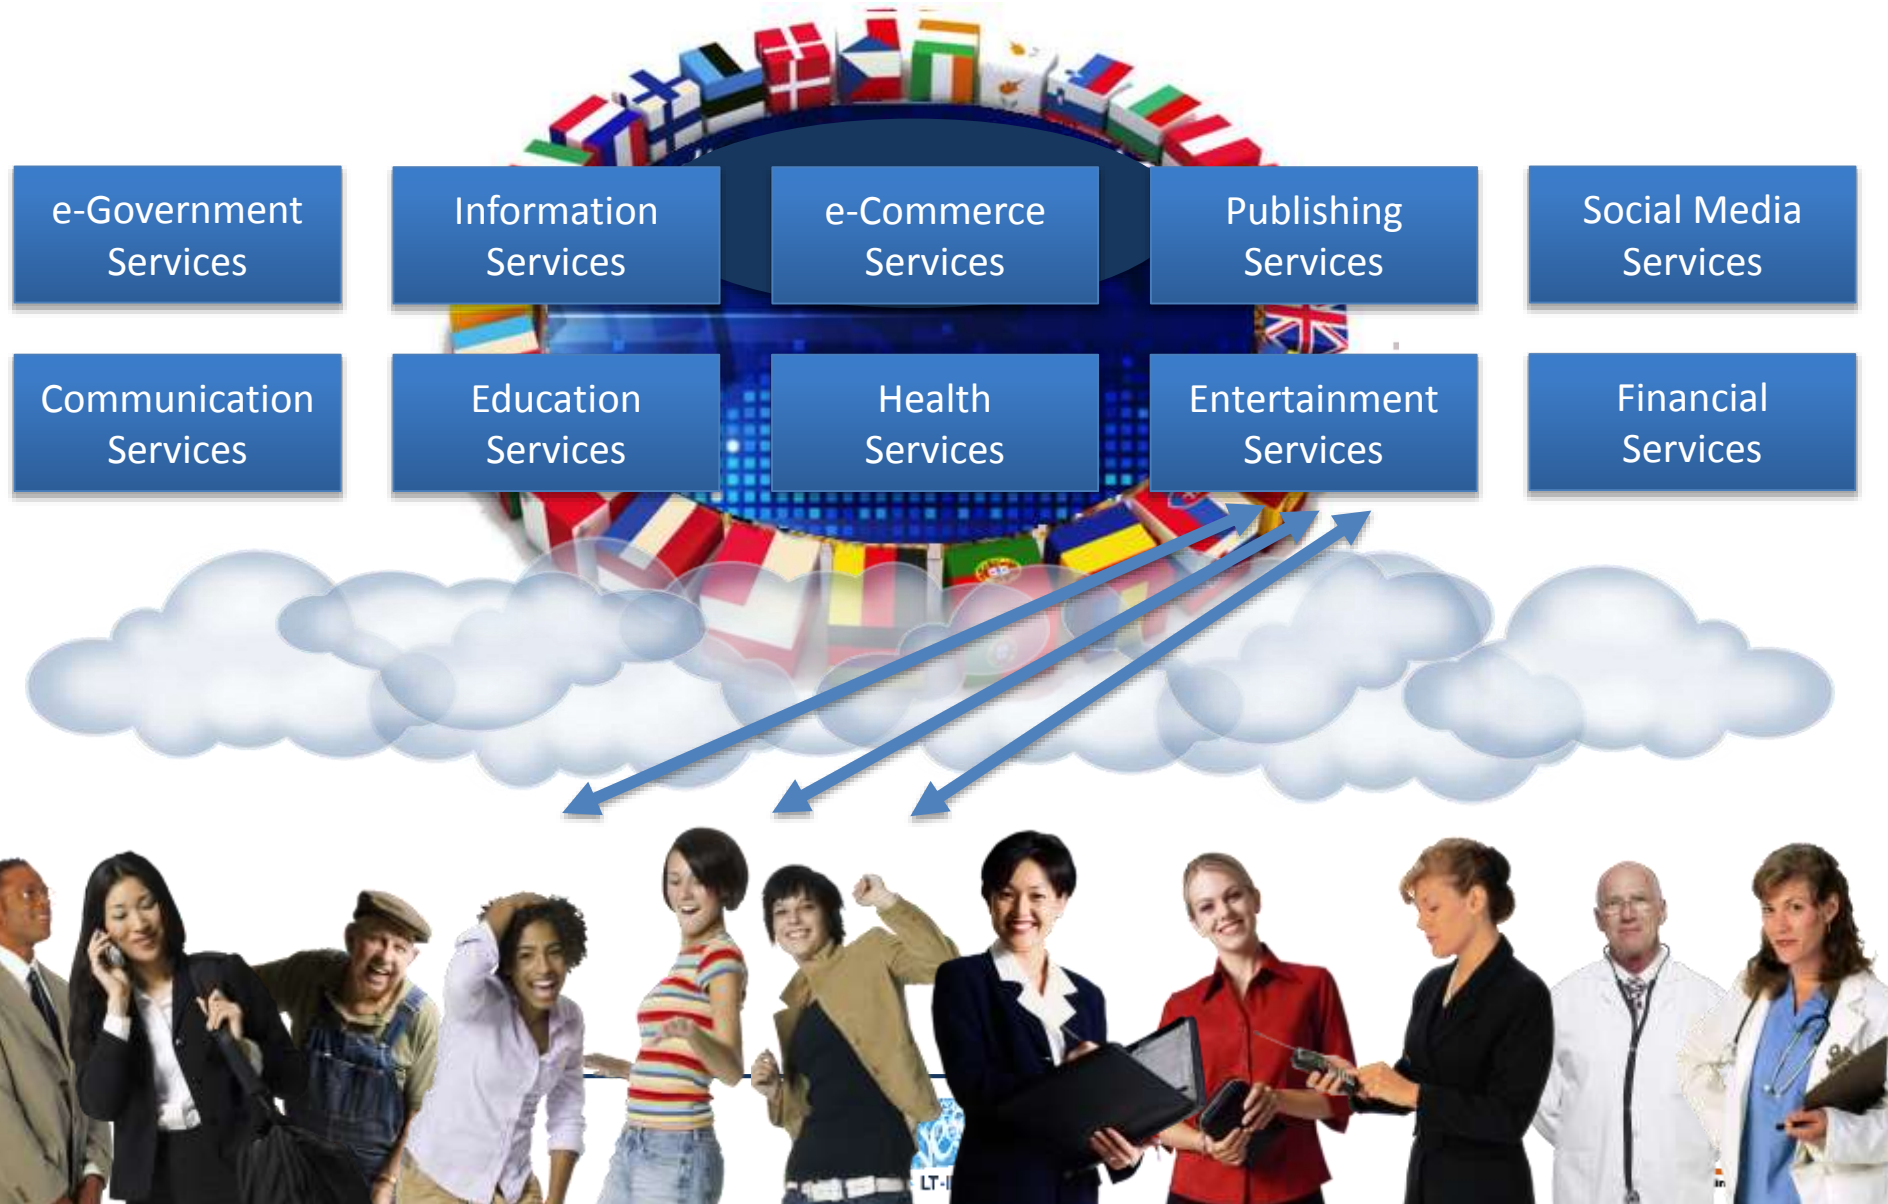 e-Government
Services
Information
Services
e-Commerce
Services
Publishing
Services
Social Media
Services
Communication
Services
Education
Services
Health
Services
Entertainment
Services
Financial
Services